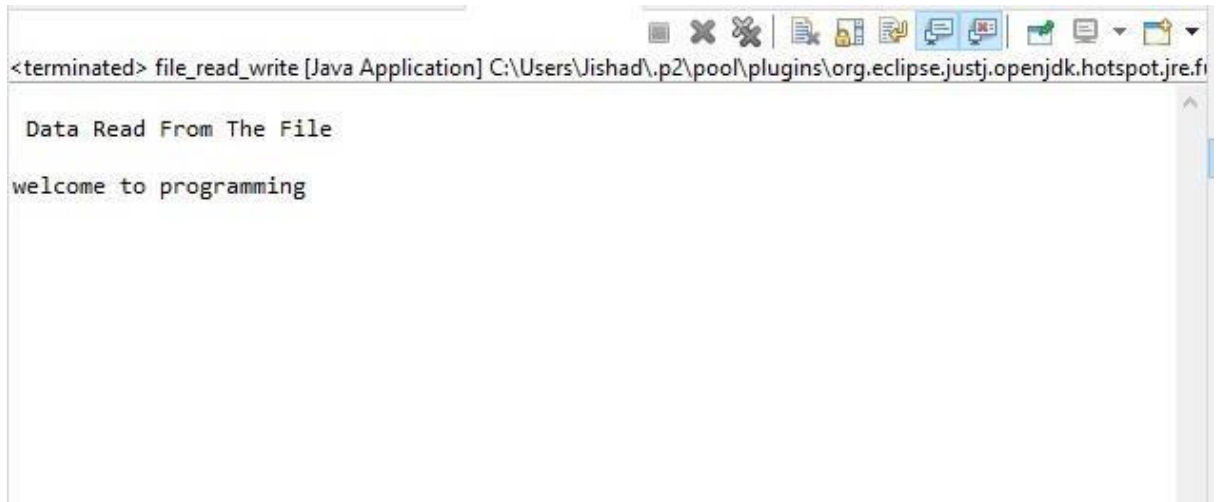 <terminated> file_read_write [Java Application] C:\Users\Jishad\.p2\pool\plugins\org.eclipse.justj.openjdk.hotspot.jre.fu
Data Read From The File
welcome to programming